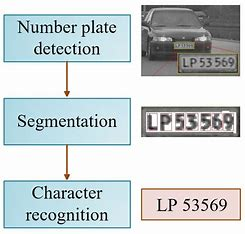 Number plate
detection
LP 53569
Segmentation
LP 53569
Character
recognition
LP 53569